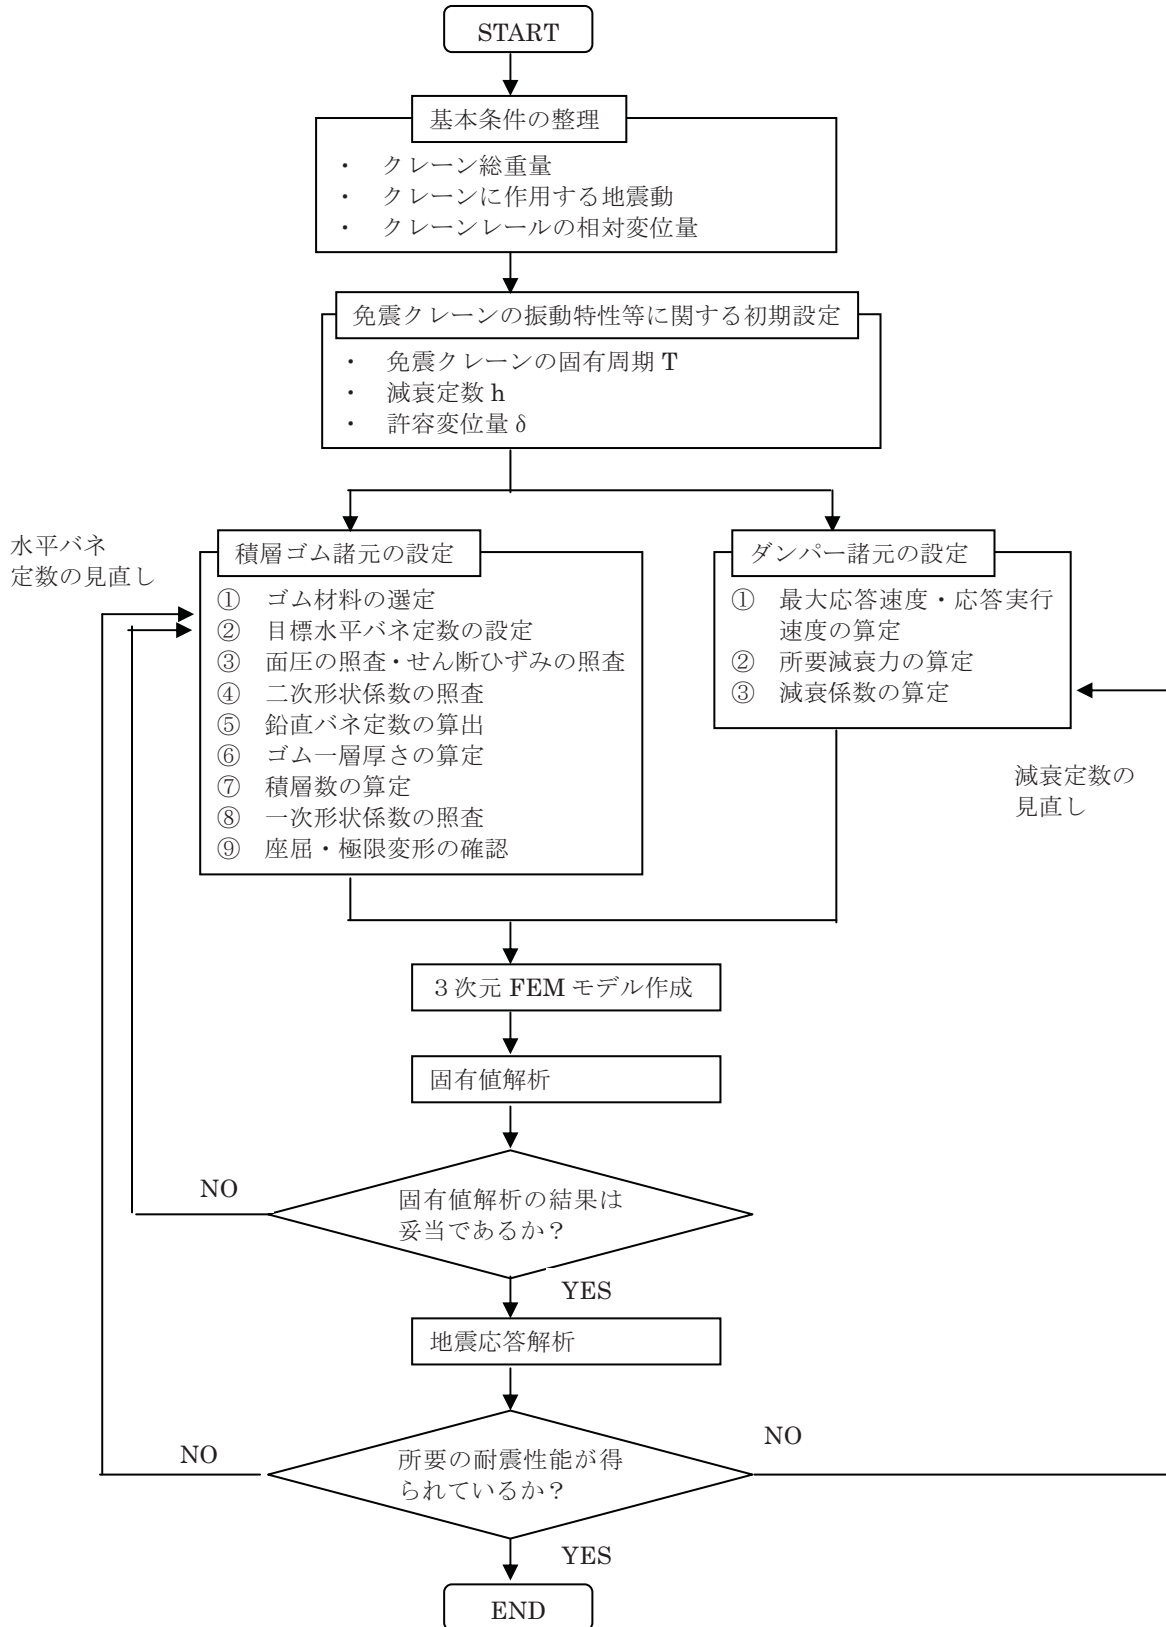 START
基本条件の整理
・ クレーン総重量
・ クレーンに作用する地震動
・ クレーンレールの相対変位量
免震クレーンの振動特性等に関する初期設定
・ 免震クレーンの固有周期 T
・ 減衰定数 h
・ 許容変位量 δ
水平バネ
定数の見直し
積層ゴム諸元の設定
① ゴム材料の選定
② 目標水平バネ定数の設定
③ 面圧の照査・せん断ひずみの照査
④ 二次形状係数の照査
⑤ 鉛直バネ定数の算出
⑥ ゴム一層厚さの算定
⑦ 積層数の算定
⑧ 一次形状係数の照査
⑨ 座屈・極限変形の確認
ダンパー諸元の設定
① 最大応答速度・応答実行
速度の算定
② 所要減衰力の算定
③ 減衰係数の算定
減衰定数の
見直し
３次元 FEM モデル作成
固有値解析
NO
固有値解析の結果は
妥当であるか？
YES
地震応答解析
NO
所要の耐震性能が得
られているか？
NO
YES
END